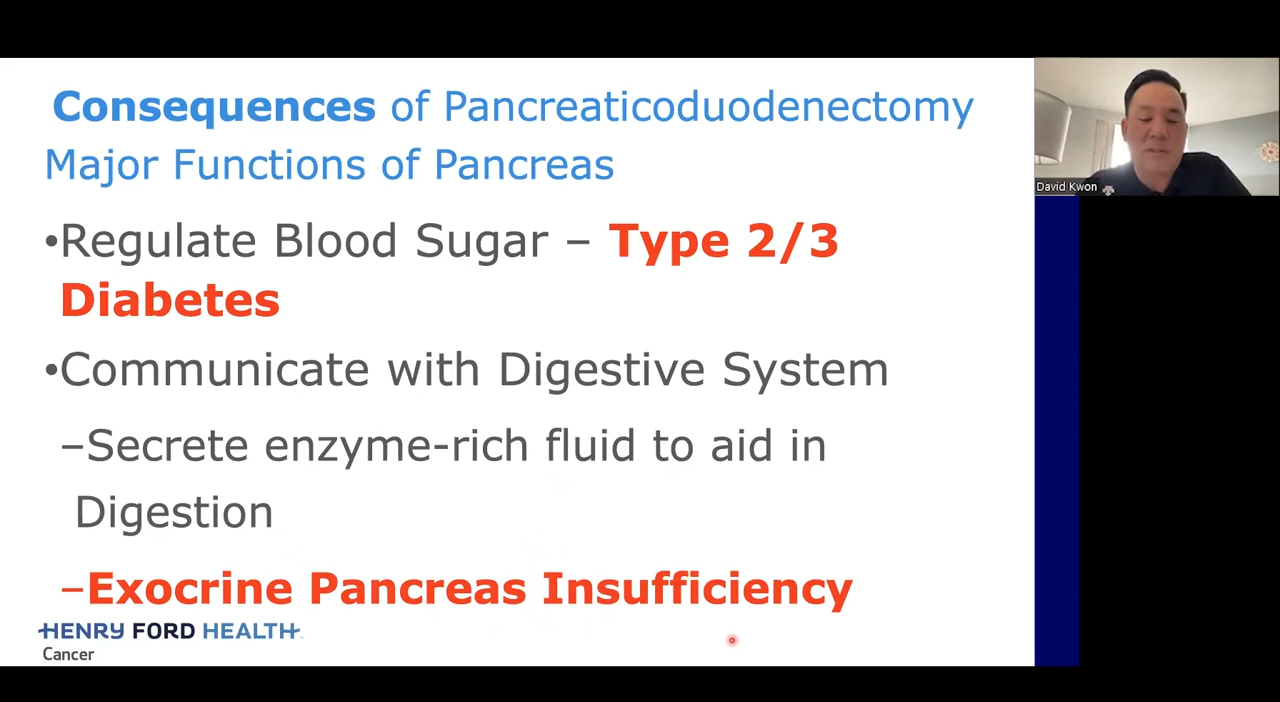 Consequences of Pancreaticoduodenectomy
Major Functions of Pancreas
•Regulate Blood Sugar – Type 2/3
Diabetes
•Communicate with Digestive System
–Secrete enzyme-rich fluid to aid in
Digestion
–Exocrine Pancreas Insufficiency
HENRY FORD HEALTH
Cancer
David Kwon